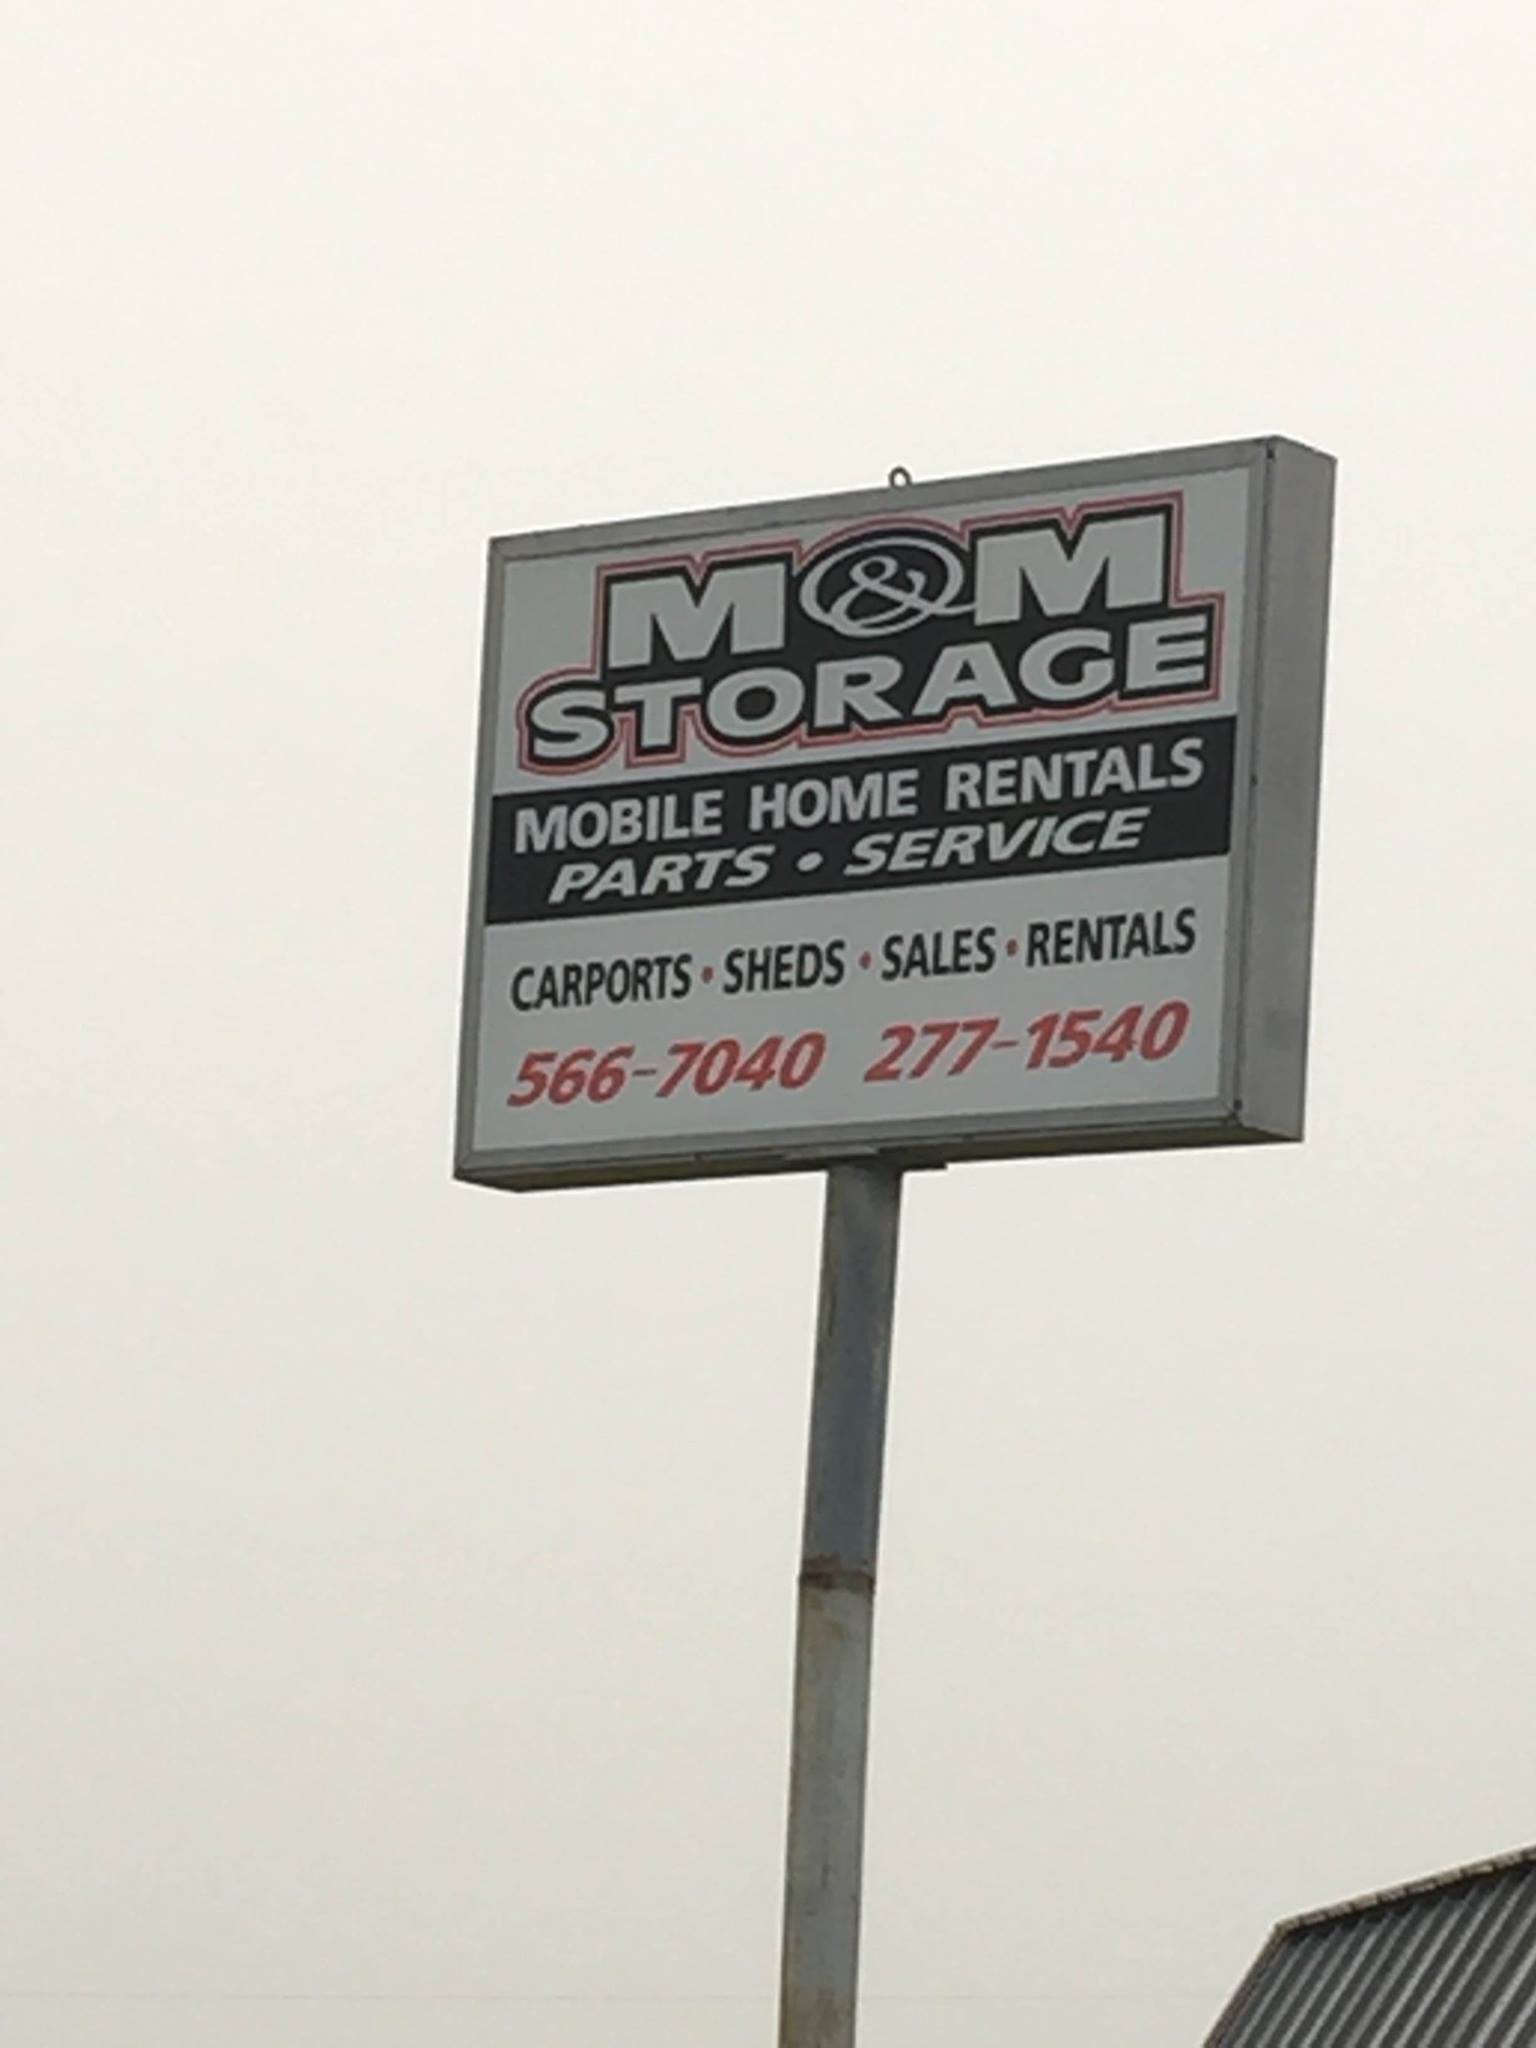 M&M
STORAGE
MOBILE HOME RENTALS
PARTS • SERVICE
CARPORTS • SHEDS • SALES • RENTALS
566-7040 277-1540